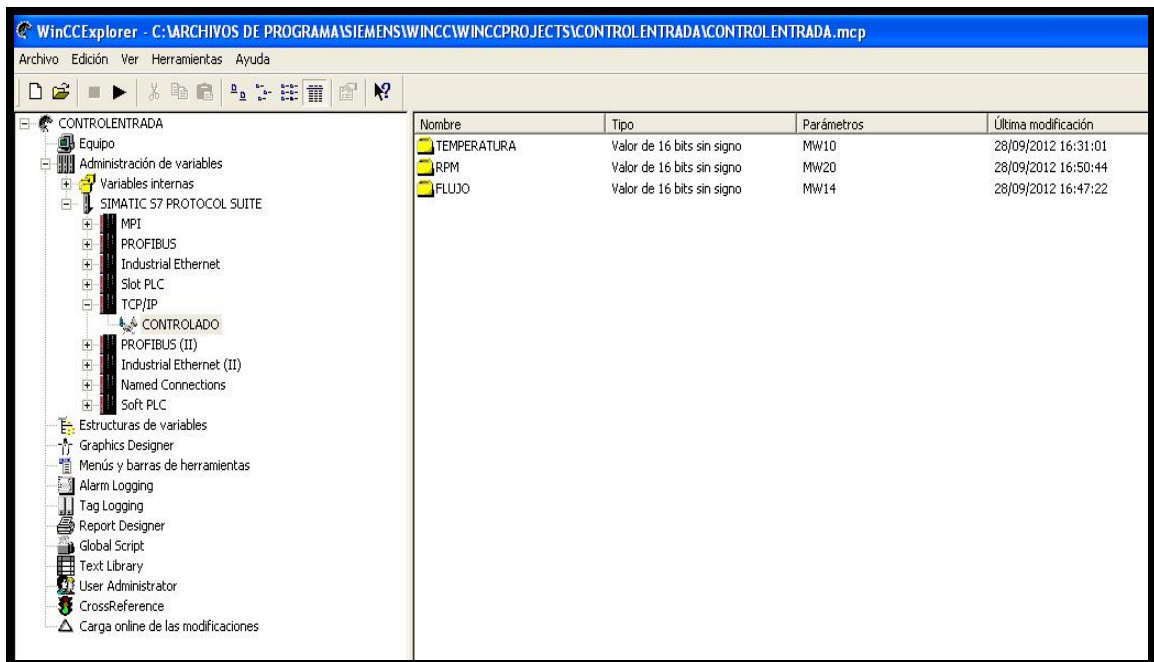 WinCCExplorer - C:\ARCHIVOS DE PROGRAMA\SIEMENS\WINCC\WINCCPROJECTS\CONTROLENTRADA\CONTROLENTRADA.mcp
Archivo Edición Ver Herramientas Ayuda
CONTROLENTRADA
Equipo
Administración de variables
Variables internas
SIMATIC S7 PROTOCOL SUITE
MPI
PROFIBUS
Industrial Ethernet
Slot PLC
TCP/IP
CONTROLADO
PROFIBUS (II)
Industrial Ethernet (II)
Named Connections
Soft PLC
Estructuras de variables
Graphics Designer
Menús y barras de herramientas
Alarm Logging
Tag Logging
Report Designer
Global Script
Text Library
User Administrator
CrossReference
Carga online de las modificaciones
Nombre Tipo Parámetros Última modificación
TEMPERATURA Valor de 16 bits sin signo MW10 28/09/2012 16:31:01
RPM Valor de 16 bits sin signo MW20 28/09/2012 16:50:44
FLUJO Valor de 16 bits sin signo MW14 28/09/2012 16:47:22